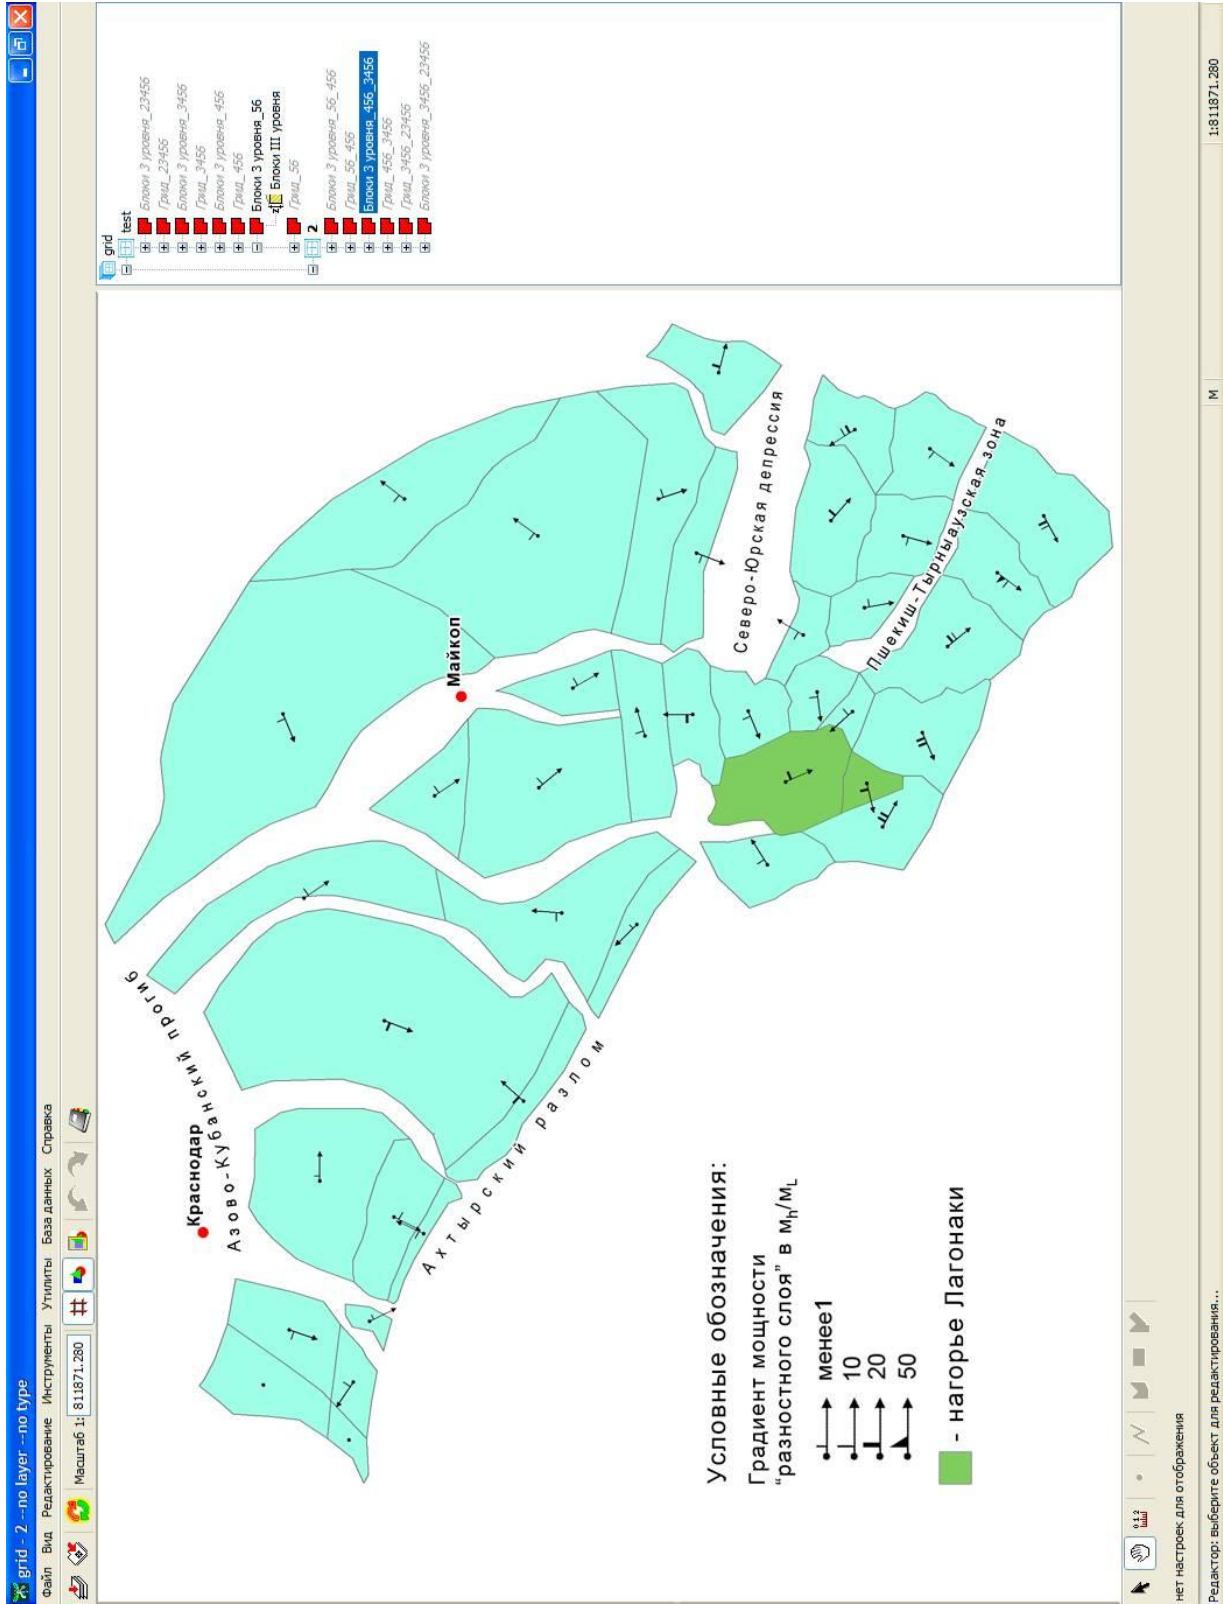 grid - 2 --no layer --no type
Файл Вид Редактирование Инструменты Утилиты База данных Справка
Масштаб 1: 811871.280
Краснодар
Азово-Кубанский прогиб
Майкоп
Ахтырский разлом
Северо-Юрская депрессия
Пшекиш-Тырныаузская зона
Условные обозначения:
Градиент мощности
“разностного слоя” в Mh/ML
менее1
10
20
50
- нагорье Лагонаки
grid
test
Блоки 3 уровня_23456
Грид_23456
Блоки 3 уровня_3456
Грид_3456
Блоки 3 уровня_456
Грид_456
Блоки 3 уровня_56
Блоки III уровня
Грид_56
2
Блоки 3 уровня_56_456
Грид_56_456
Блоки 3 уровня_456_3456
Грид_456_3456
Грид_3456_23456
Блоки 3 уровня_3456_23456
нет настроек для отображения
Редактор: выберите объект для редактирования...
М
1:811871.280